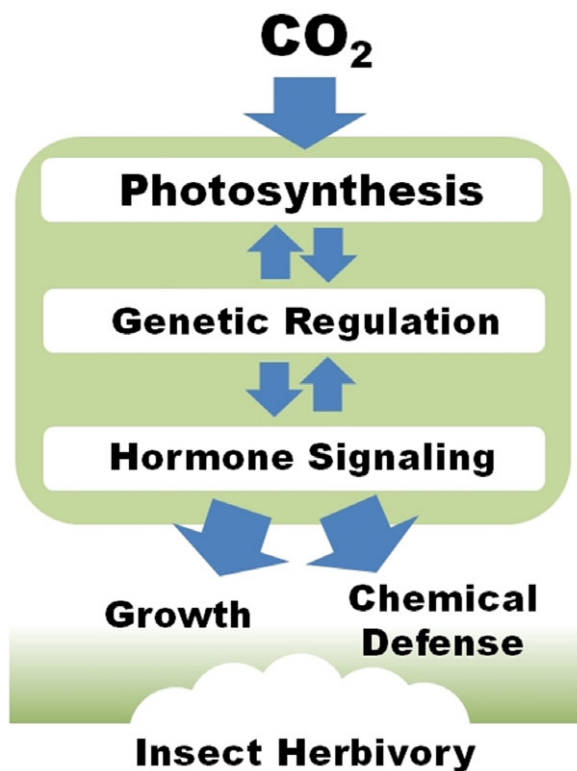 CO₂
Photosynthesis
Genetic Regulation
Hormone Signaling
Growth
Chemical
Defense
Insect Herbivory